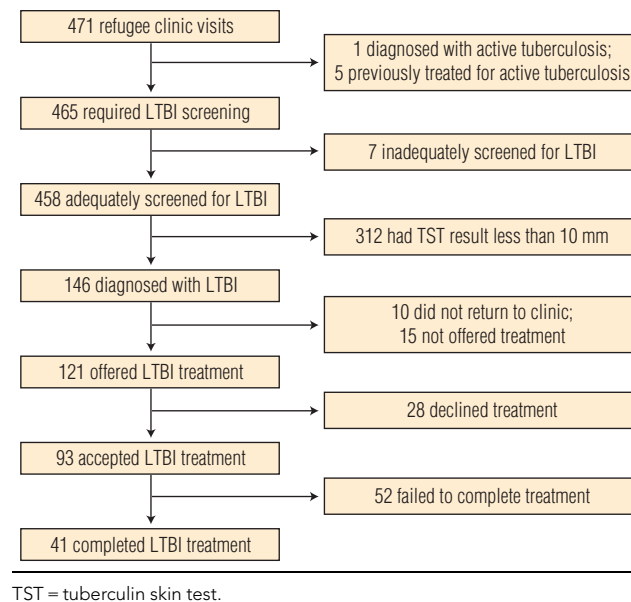 471 refugee clinic visits
1 diagnosed with active tuberculosis;
5 previously treated for active tuberculosis
465 required LTBI screening
7 inadequately screened for LTBI
458 adequately screened for LTBI
312 had TST result less than 10 mm
146 diagnosed with LTBI
10 did not return to clinic;
15 not offered treatment
121 offered LTBI treatment
28 declined treatment
93 accepted LTBI treatment
52 failed to complete treatment
41 completed LTBI treatment
TST = tuberculin skin test.